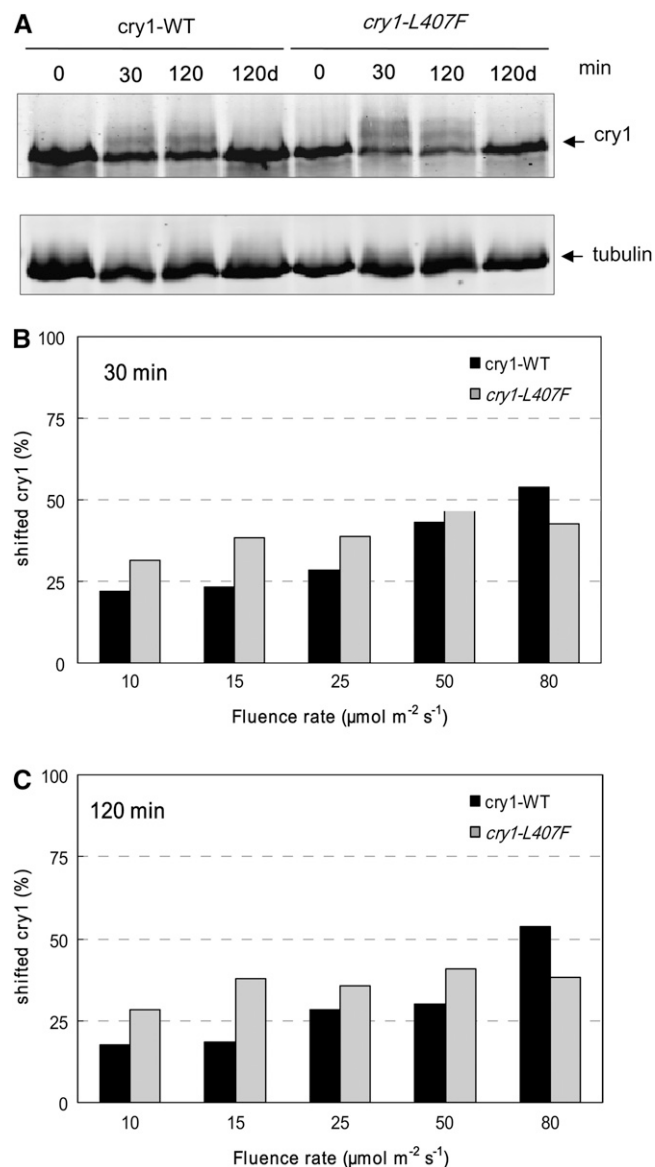 A
cry1-WT cry1-L407F
0 30 120 120d 0 30 120 120d min
cry1
tubulin
B
100
75
50
25
0
shifted cry1 (%)
30 min
cry1-WT
cry1-L407F
10 15 25 50 80
Fluence rate (µmol m⁻² s⁻¹)
C
100
75
50
25
0
shifted cry1 (%)
120 min
cry1-WT
cry1-L407F
10 15 25 50 80
Fluence rate (µmol m⁻² s⁻¹)